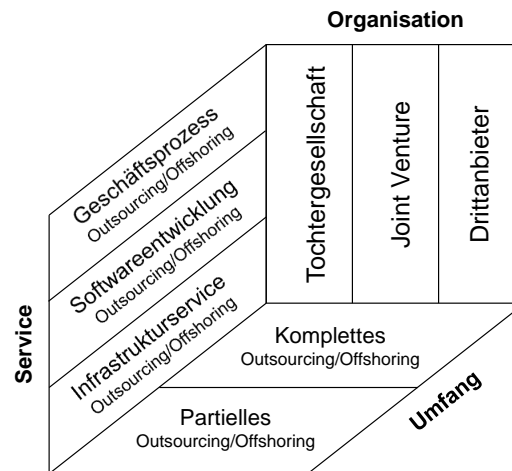 Organisation
Tochtergesellschaft
Joint Venture
Drittanbieter
Service
Geschäftsprozess
Outsourcing/Offshoring
Softwareentwicklung
Outsourcing/Offshoring
Infrastrukturservice
Outsourcing/Offshoring
Komplettes
Outsourcing/Offshoring
Partielles
Outsourcing/Offshoring
Umfang